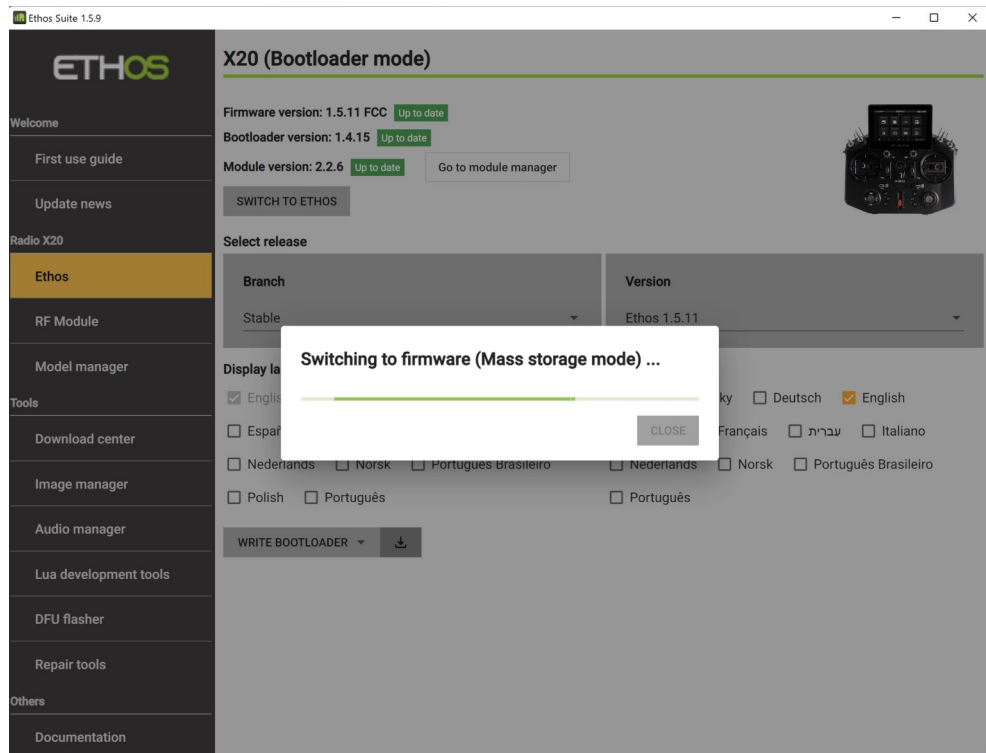 Ethos Suite 1.5.9
ETHOS
Welcome
First use guide
Update news
Radio X20
Ethos
RF Module
Model manager
Tools
Download center
Image manager
Audio manager
Lua development tools
DFU flasher
Repair tools
Others
Documentation
X20 (Bootloader mode)
Firmware version: 1.5.11 FCC Up to date
Bootloader version: 1.4.15 Up to date
Module version: 2.2.6 Up to date Go to module manager
SWITCH TO ETHOS
Select release
Branch
Stable
Version
Ethos 1.5.11
Switching to firmware (Mass storage mode) ...
CLOSE
Display la
Englis
Españ
Nederlands Norsk Português Brasileiro
Polish Português
ky Deutsch English
Français עברית Italiano
Nederlands Norsk Português Brasileiro
Português
WRITE BOOTLOADER